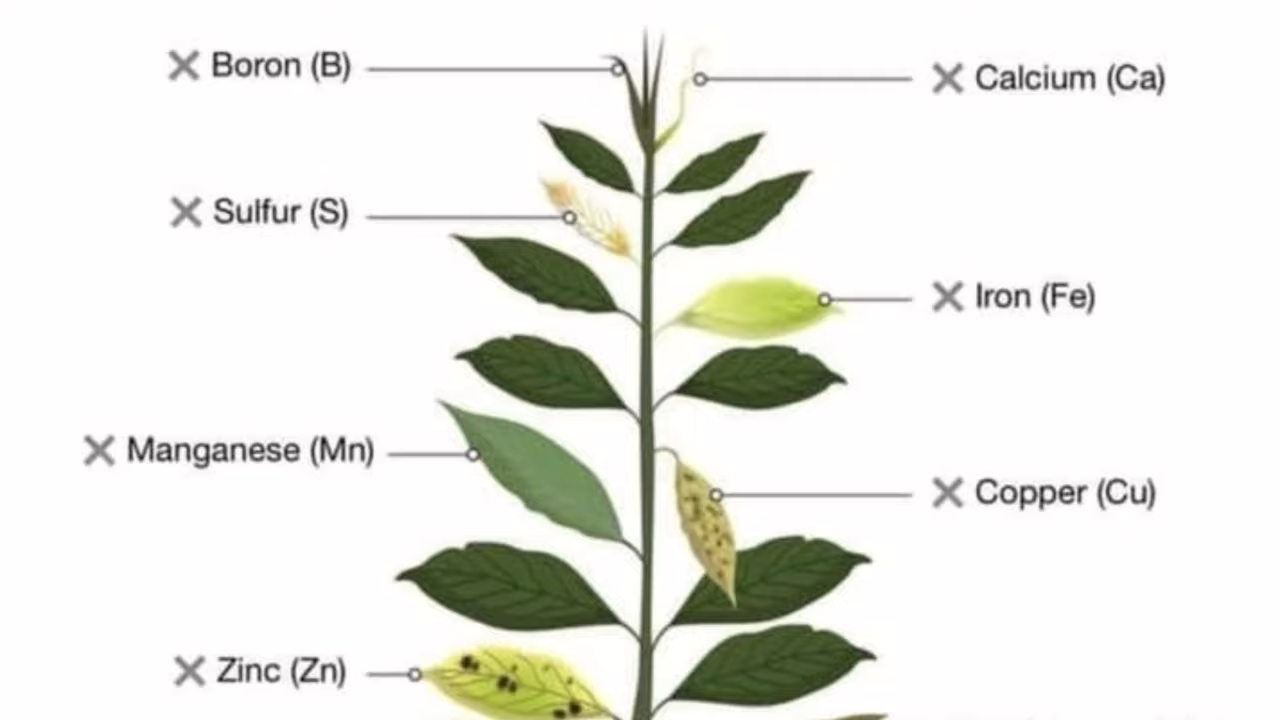 Boron (B)
Calcium (Ca)
Sulfur (S)
Iron (Fe)
Manganese (Mn)
Copper (Cu)
Zinc (Zn)